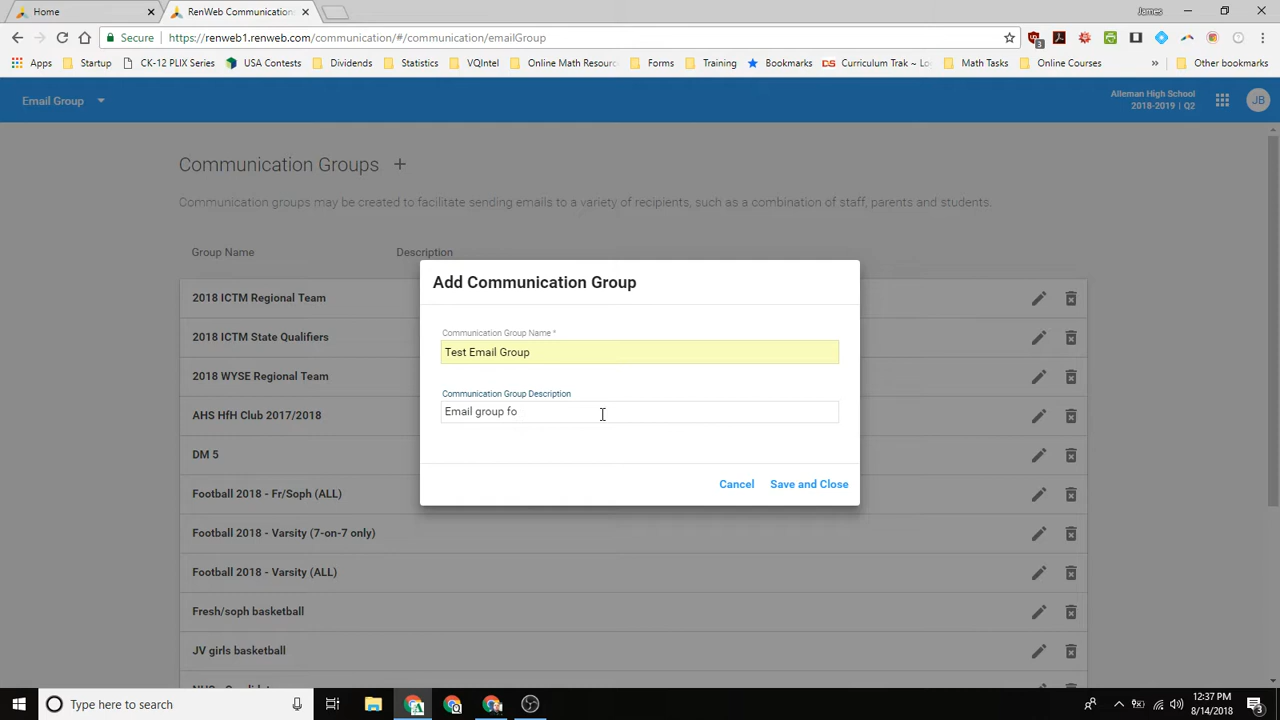 Home
RenWeb Communication
James
Secure
https://renweb1.renweb.com/communication/#/communication/emailGroup
3
Apps
Startup
CK-12 PLIX Series
USA Contests
Dividends
Statistics
VQIntel
Online Math Resourc
Forms
Training
Bookmarks
Curriculum Trak ~ Lo
Math Tasks
Online Courses
»
Other bookmarks
Email Group
Alleman High School
2018-2019 | Q2
JB
Communication Groups +
Communication groups may be created to facilitate sending emails to a variety of recipients, such as a combination of staff, parents and students.
Group Name
Description
2018 ICTM Regional Team
2018 ICTM State Qualifiers
2018 WYSE Regional Team
AHS HfH Club 2017/2018
DM 5
Football 2018 - Fr/Soph (ALL)
Football 2018 - Varsity (7-on-7 only)
Football 2018 - Varsity (ALL)
Fresh/soph basketball
JV girls basketball
Add Communication Group
Communication Group Name *
Test Email Group
Communication Group Description
Email group fo
Cancel
Save and Close
Type here to search
12:37 PM
8/14/2018
3